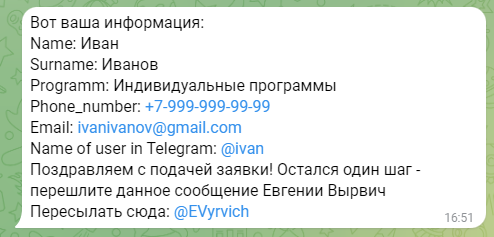 Вот ваша информация:
Name: Иван
Surname: Иванов
Programm: Индивидуальные программы
Phone_number: +7-999-999-99-99
Email: ivanivanov@gmail.com
Name of user in Telegram: @ivan
Поздравляем с подачей заявки! Остался один шаг -
перешлите данное сообщение Евгении Вырвич
Пересылать сюда: @EVyrvich
16:51